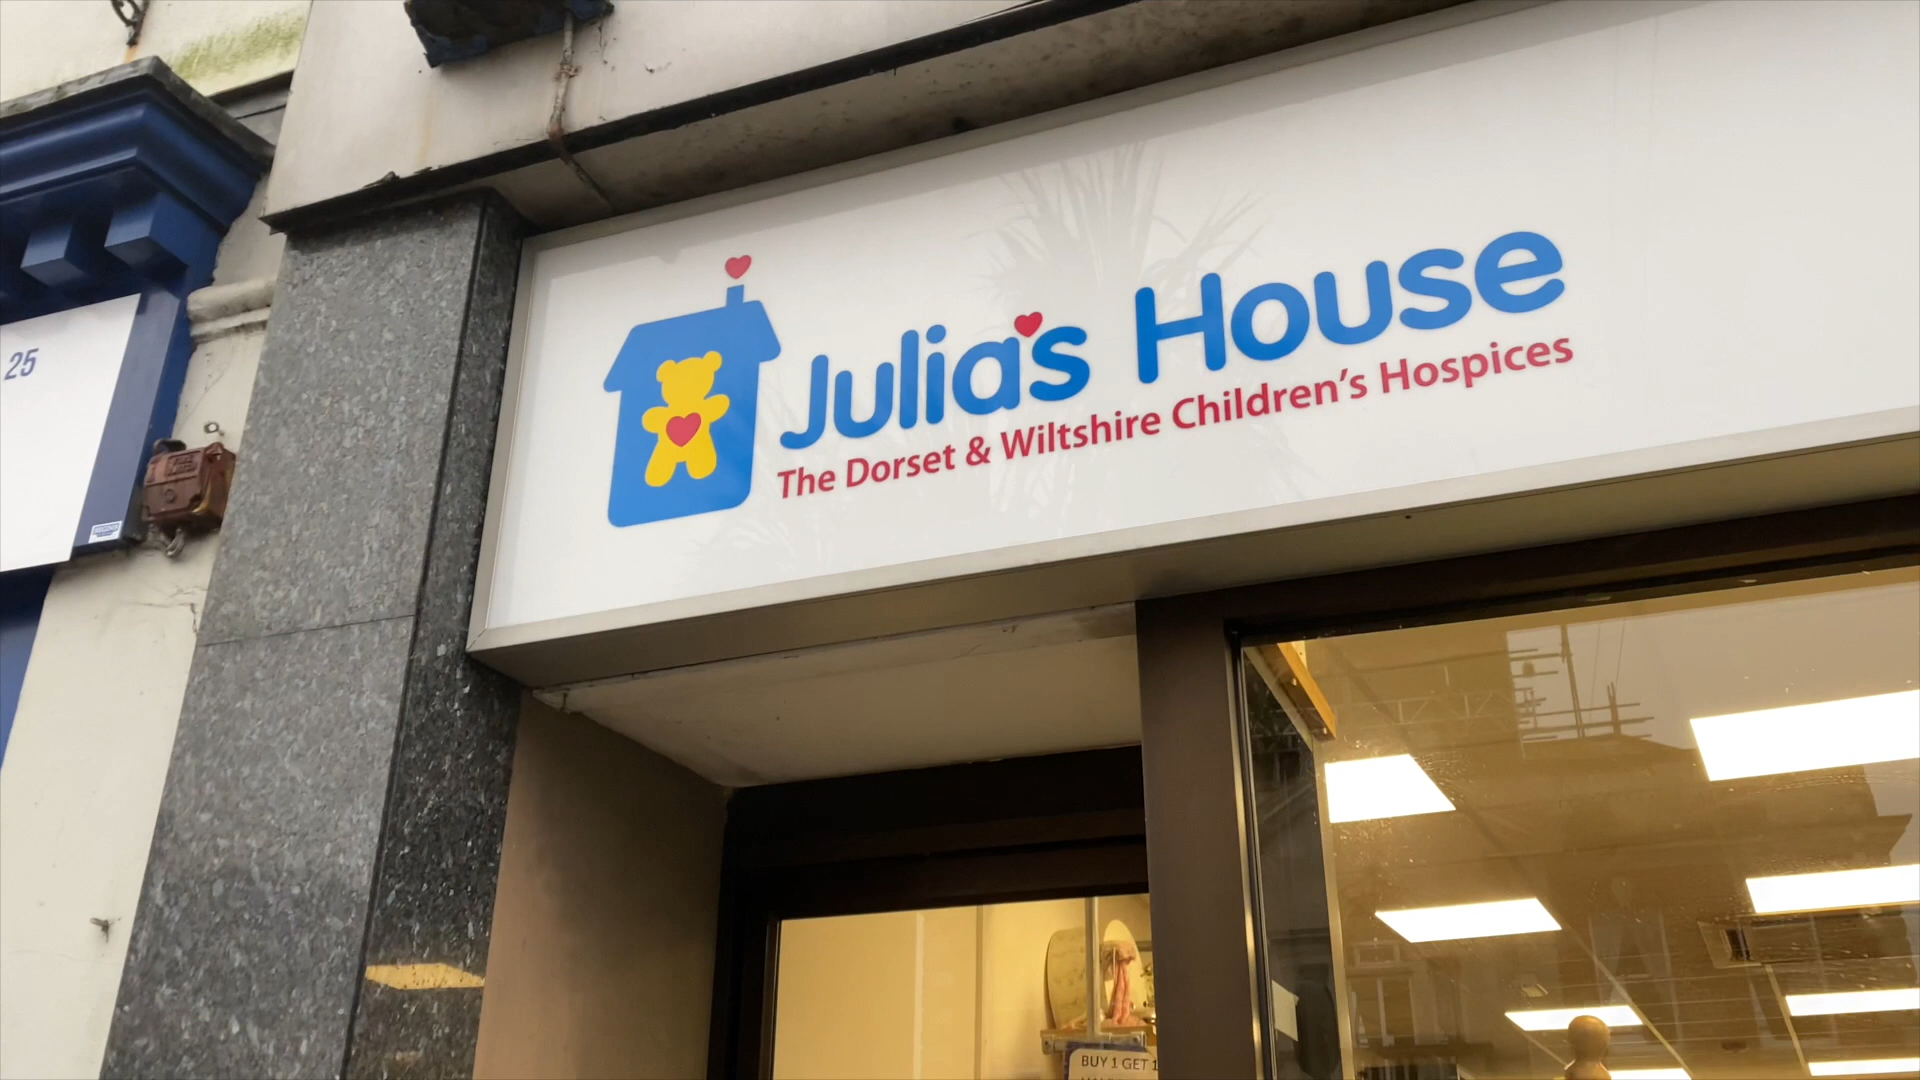 25
Julia's House
The Dorset & Wiltshire Children's Hospices
BUY 1 GET 1